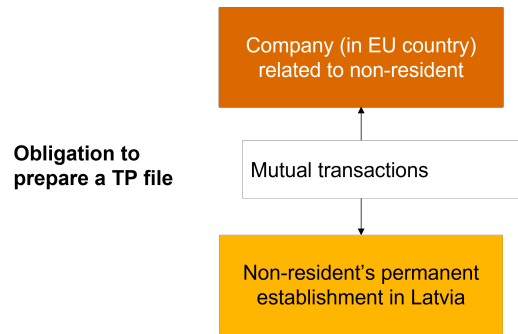 Company (in EU country)
related to non-resident
Obligation to
prepare a TP file
Mutual transactions
Non-resident's permanent
establishment in Latvia